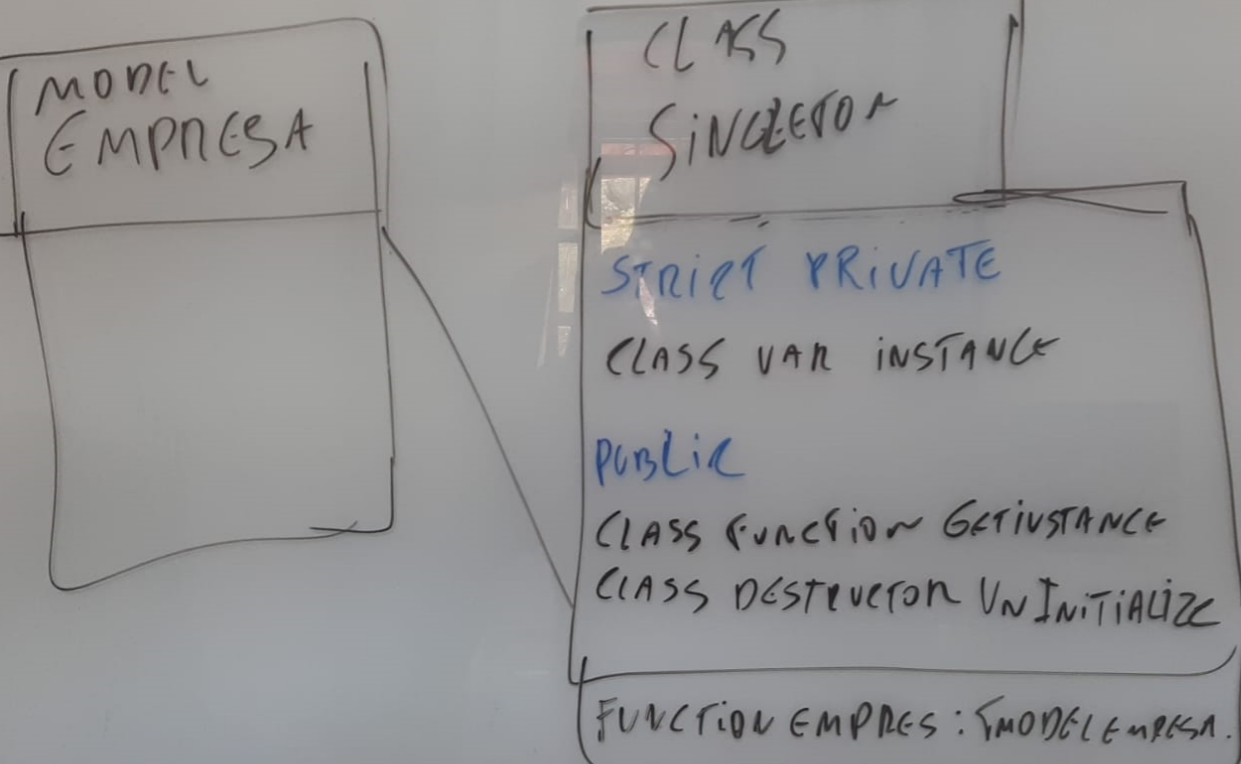 MODEL
EMPRESA
CLASS
SINGLETON
STRICT PRIVATE
CLASS VAR INSTANCE
PUBLIC
CLASS FUNCTION GETINSTANCE
CLASS DESTRUCTOR UNINITIALIZE
FUNCTION EMPRES: TMODELEMPRESA.